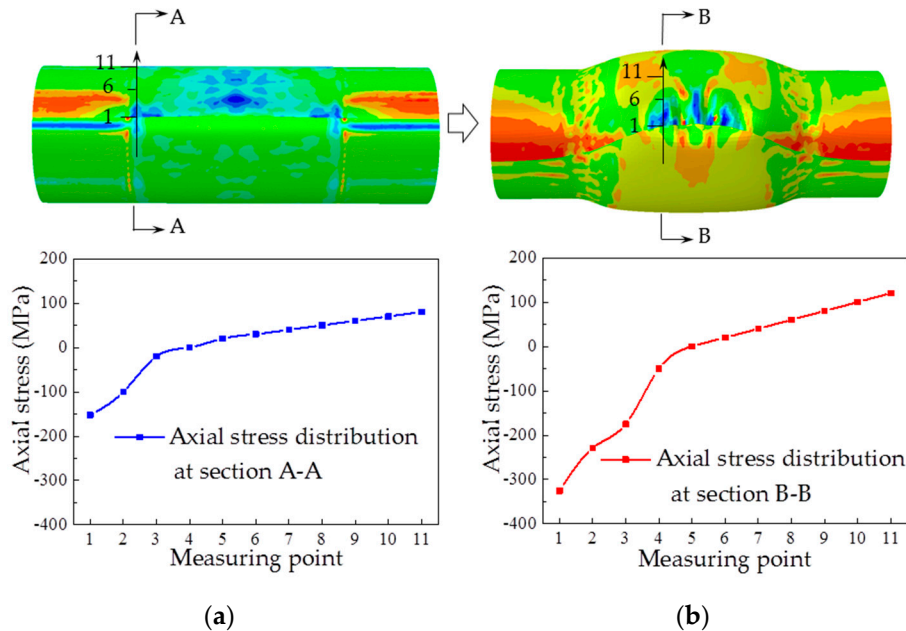 A
11
6
1
A
B
11
6
1
B
200
100
0
-100
-200
-300
-400
Axial stress (MPa)
Axial stress distribution
at section A-A
1 2 3 4 5 6 7 8 9 10 11
Measuring point
200
100
0
-100
-200
-300
-400
Axial stress (MPa)
Axial stress distribution
at section B-B
1 2 3 4 5 6 7 8 9 10 11
Measuring point
(a)
(b)